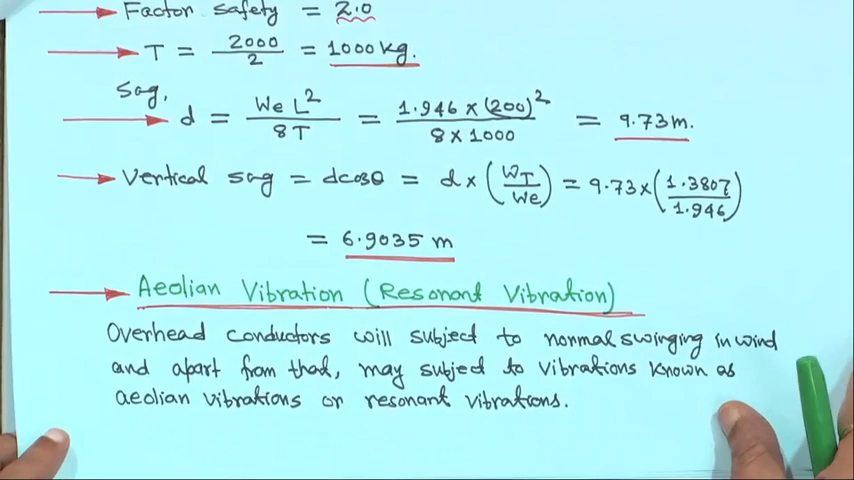 Factor safety = 2.0
T = 2000/2 = 1000 kg.
Sag,
d = We L²/8T = 1.946 × (200)²/8 × 1000 = 9.73 m.
Vertical sag = d cosθ = d × (WT/We) = 9.73 × (1.3807/1.946)
= 6.9035 m
Aeolian Vibration (Resonant Vibration)
Overhead conductors will subject to normal swinging in wind
and apart from that, may subject to vibrations known as
aeolian vibrations or resonant vibrations.